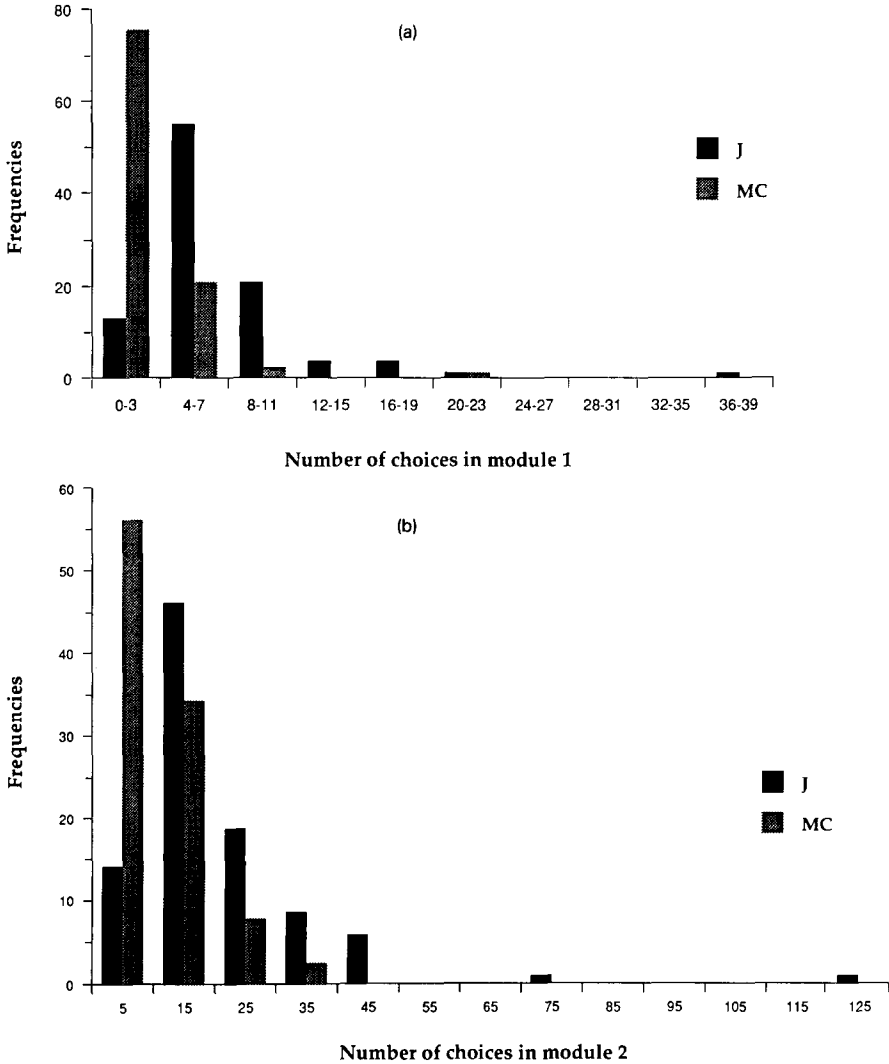 (a)
80
60
40
20
0
Frequencies
J
MC
0-3 4-7 8-11 12-15 16-19 20-23 24-27 28-31 32-35 36-39
Number of choices in module 1
(b)
60
50
40
30
20
10
0
Frequencies
J
MC
5 15 25 35 45 55 65 75 85 95 105 115 125
Number of choices in module 2